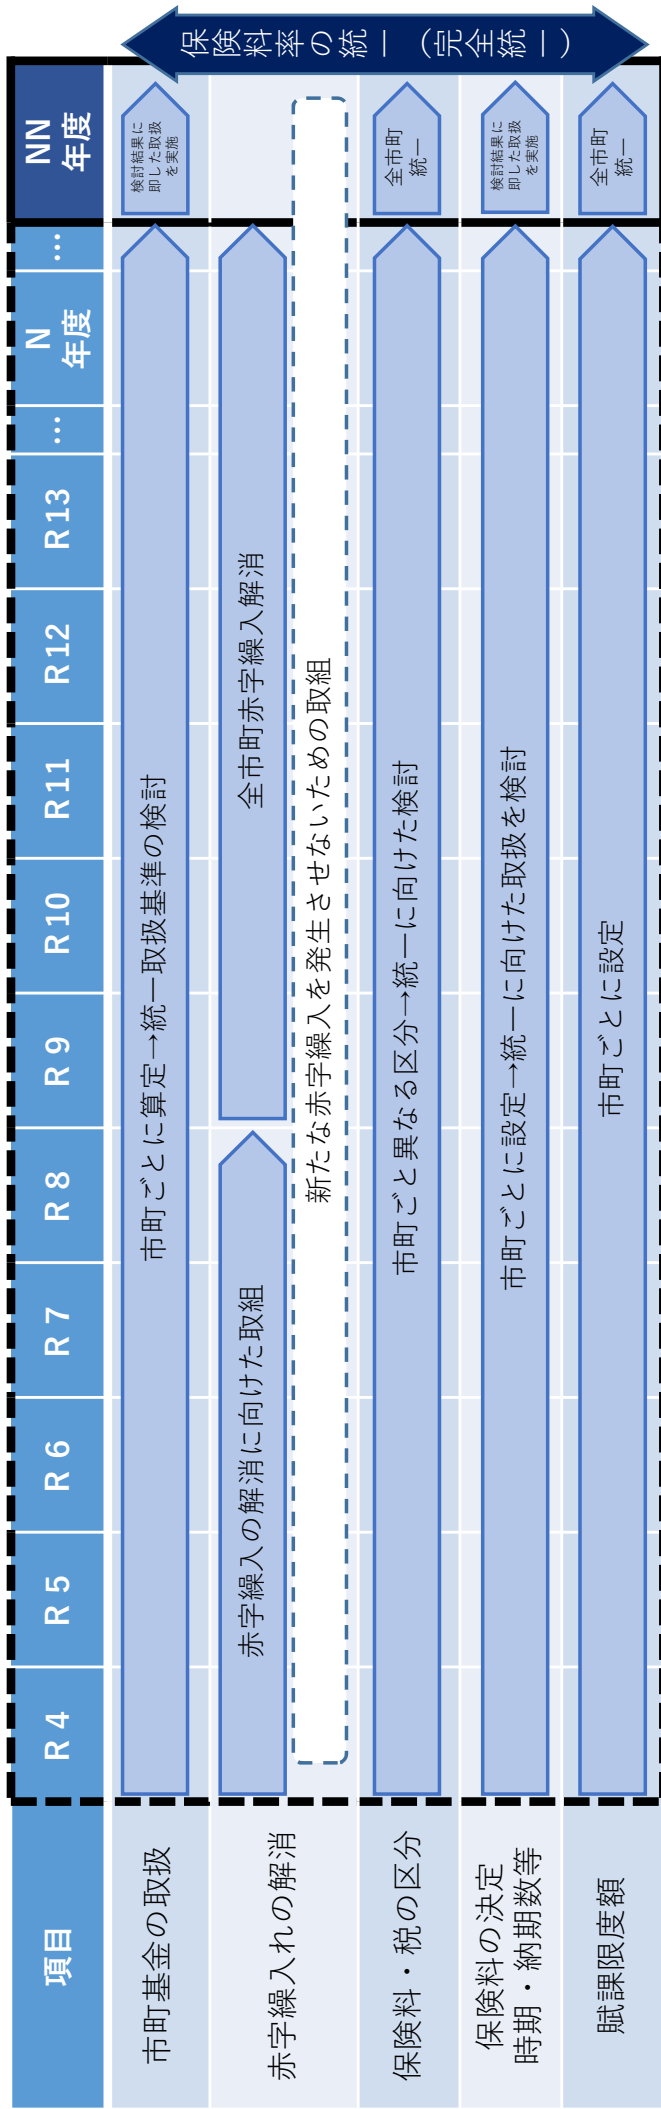 項目
R４
R５
R６
R７
R８
R９
R10
R11
R12
R13
…
N
年度
…
NN
年度
市町基金の取扱
市町ごとに算定→統一取扱基準の検討
検討結果に
即した取扱
を実施
赤字繰入れの解消
赤字繰入の解消に向けた取組
全市町赤字繰入解消
新たな赤字繰入を発生させないための取組
保険料・税の区分
市町ごと異なる区分→統一に向けた検討
全市町
統一
保険料の決定
時期・納期数等
市町ごとに設定→統一に向けた取扱を検討
検討結果に
即した取扱
を実施
賦課限度額
市町ごとに設定
全市町
統一
保険料率の統一（完全統一）